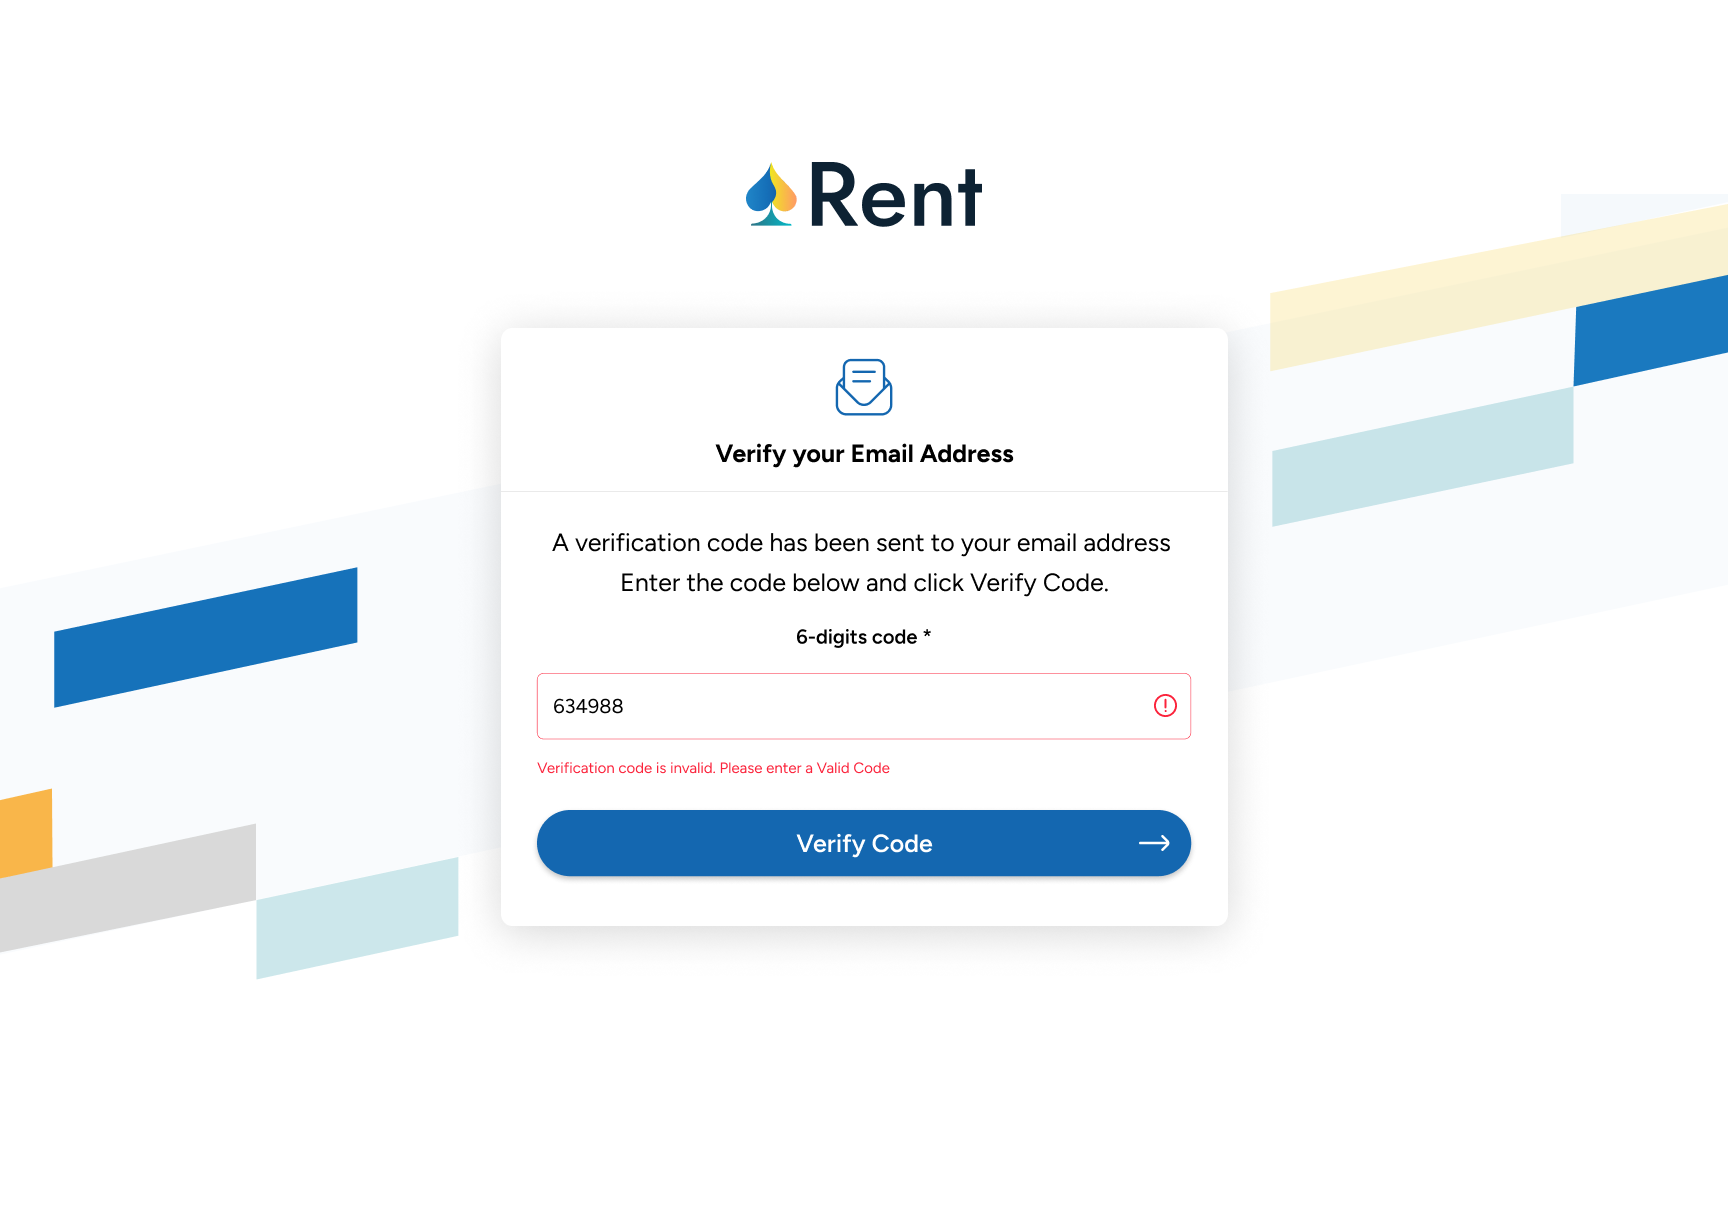 Rent
Verify your Email Address
A verification code has been sent to your email address
Enter the code below and click Verify Code.
6-digits code *
634988
Verification code is invalid. Please enter a Valid Code
Verify Code